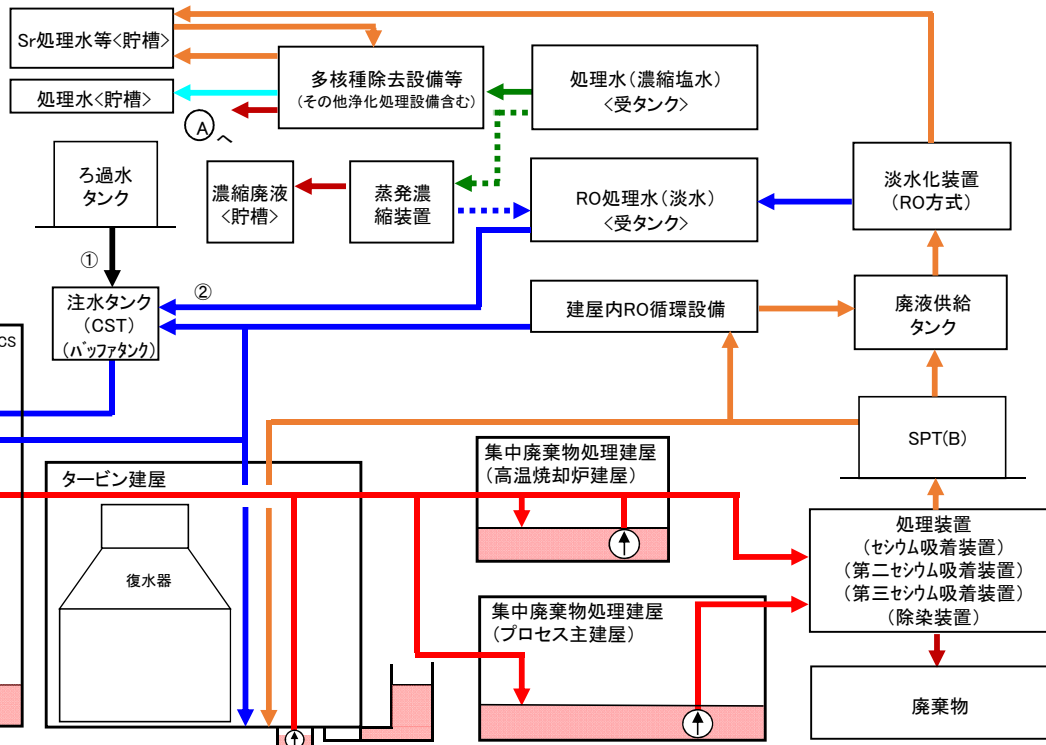 Sr処理水等<貯槽>
処理水<貯槽>
多核種除去設備等
(その他浄化処理設備含む)
処理水(濃縮塩水)
<受タンク>
A へ
ろ過水
タンク
濃縮廃液
<貯槽>
蒸発濃
縮装置
RO処理水(淡水)
<受タンク>
淡水化装置
(RO方式)
①
②
注水タンク
(CST)
(バッファタンク)
建屋内RO循環設備
廃液供給
タンク
CS
SPT(B)
タービン建屋
復水器
集中廃棄物処理建屋
(高温焼却炉建屋)
集中廃棄物処理建屋
(プロセス主建屋)
処理装置
(セシウム吸着装置)
(第二セシウム吸着装置)
(第三セシウム吸着装置)
(除染装置)
廃棄物